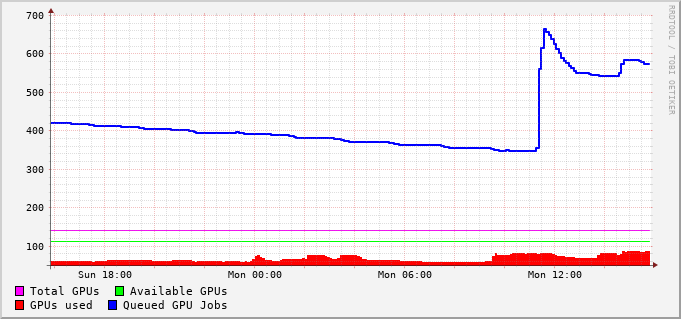 700
600
500
400
300
200
100
Sun 18:00 Mon 00:00 Mon 06:00 Mon 12:00
Total GPUs Available GPUs
GPUs used Queued GPU Jobs
RRDTOOL / TOBI OETIKER